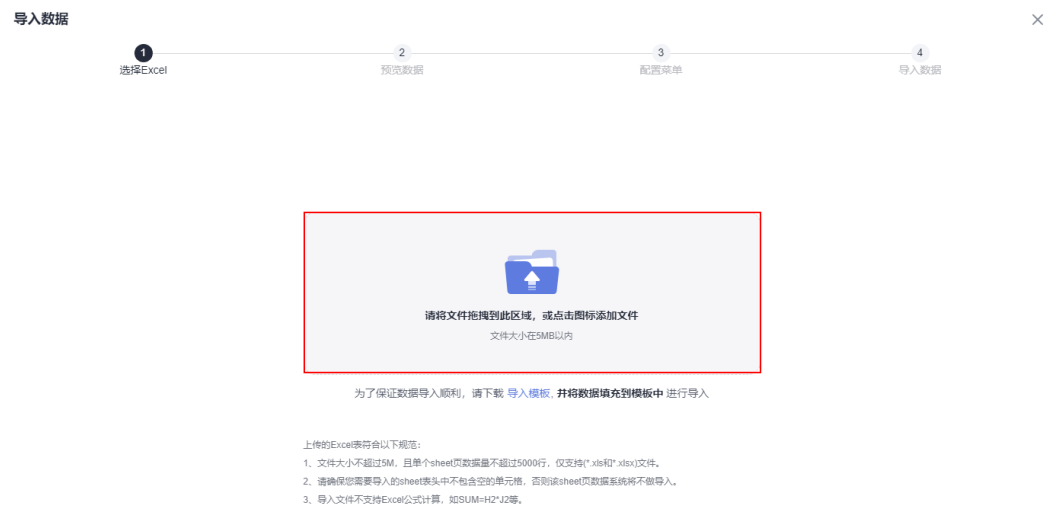 导入数据
1 2 3 4
选择Excel 预览数据 配置菜单 导入数据
请将文件拖拽到此区域，或点击图标添加文件
文件大小在5MB以内
为了保证数据导入顺利，请下载 导入模板, 并将数据填充到模板中 进行导入
上传的Excel表符合以下规范：
1、文件大小不超过5M，且单个sheet页数据量不超过5000行，仅支持(*.xls和*.xlsx)文件。
2、请确保您需要导入的sheet表头中不包含空的单元格，否则该sheet页数据系统将不做导入。
3、导入文件不支持Excel公式计算，如SUM=H2*J2等。